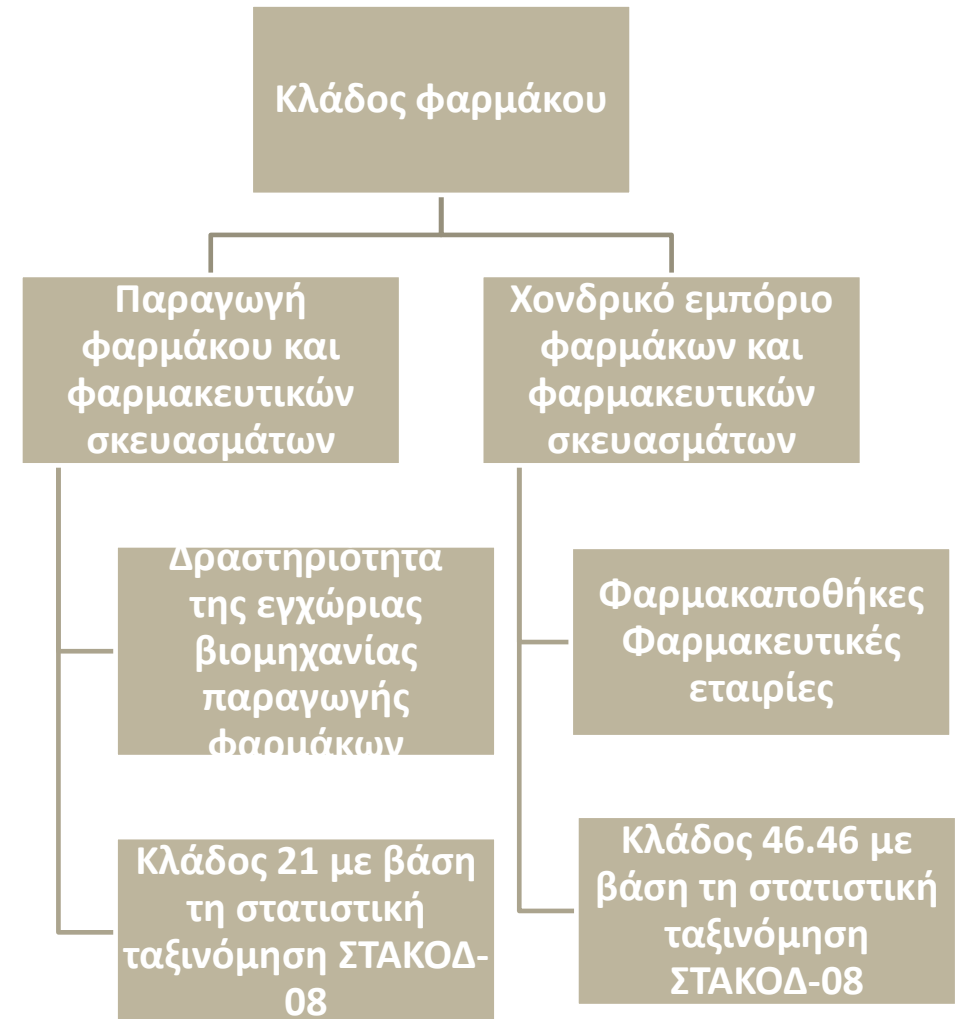 Κλάδος φαρμάκου
Παραγωγή
φαρμάκου και
φαρμακευτικών
σκευασμάτων
Χονδρικό εμπόριο
φαρμάκων και
φαρμακευτικών
σκευασμάτων
Δραστηριότητα
της εγχώριας
βιομηχανίας
παραγωγής
φαρμάκων
Κλάδος 21 με βάση
τη στατιστική
ταξινόμηση ΣΤΑΚΟΔ-
08
Φαρμακαποθήκες
Φαρμακευτικές
εταιρίες
Κλάδος 46.46 με
βάση τη στατιστική
ταξινόμηση
ΣΤΑΚΟΔ-08